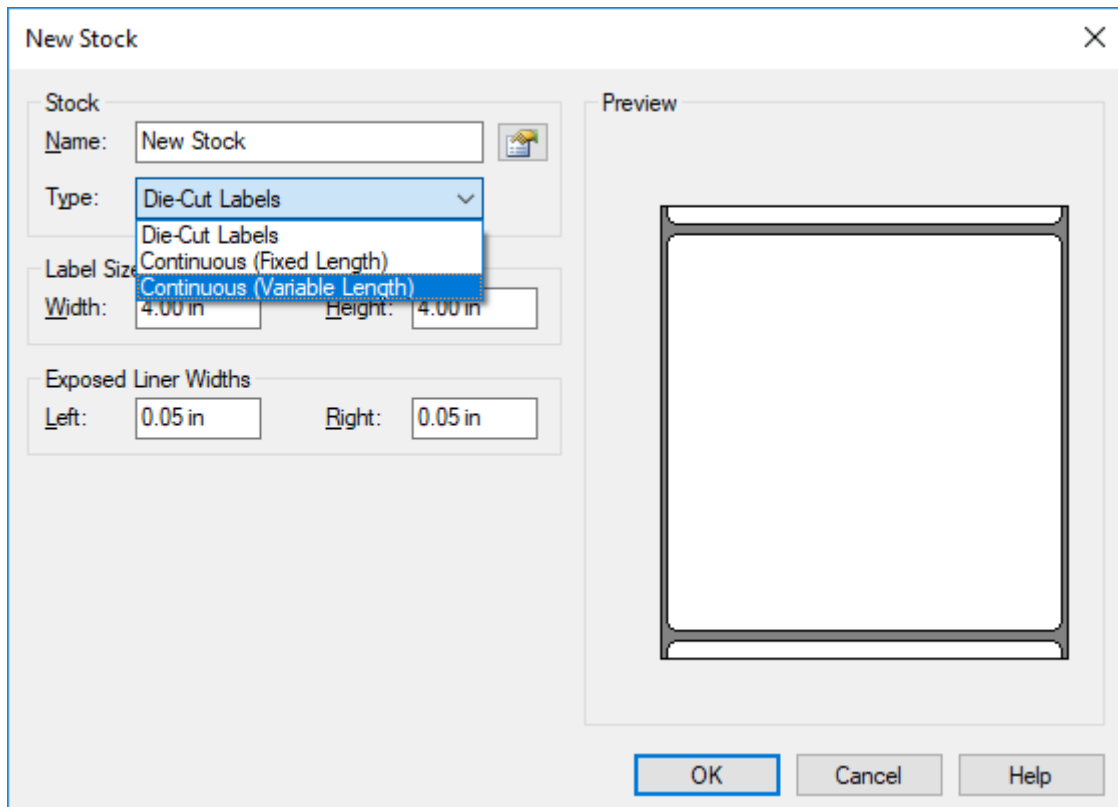 New Stock
Stock
Name: New Stock
Type: Die-Cut Labels
Die-Cut Labels
Continuous (Fixed Length)
Continuous (Variable Length)
Label Size
Width: 4.00 in Height: 4.00 in
Exposed Liner Widths
Left: 0.05 in Right: 0.05 in
Preview
OK Cancel Help